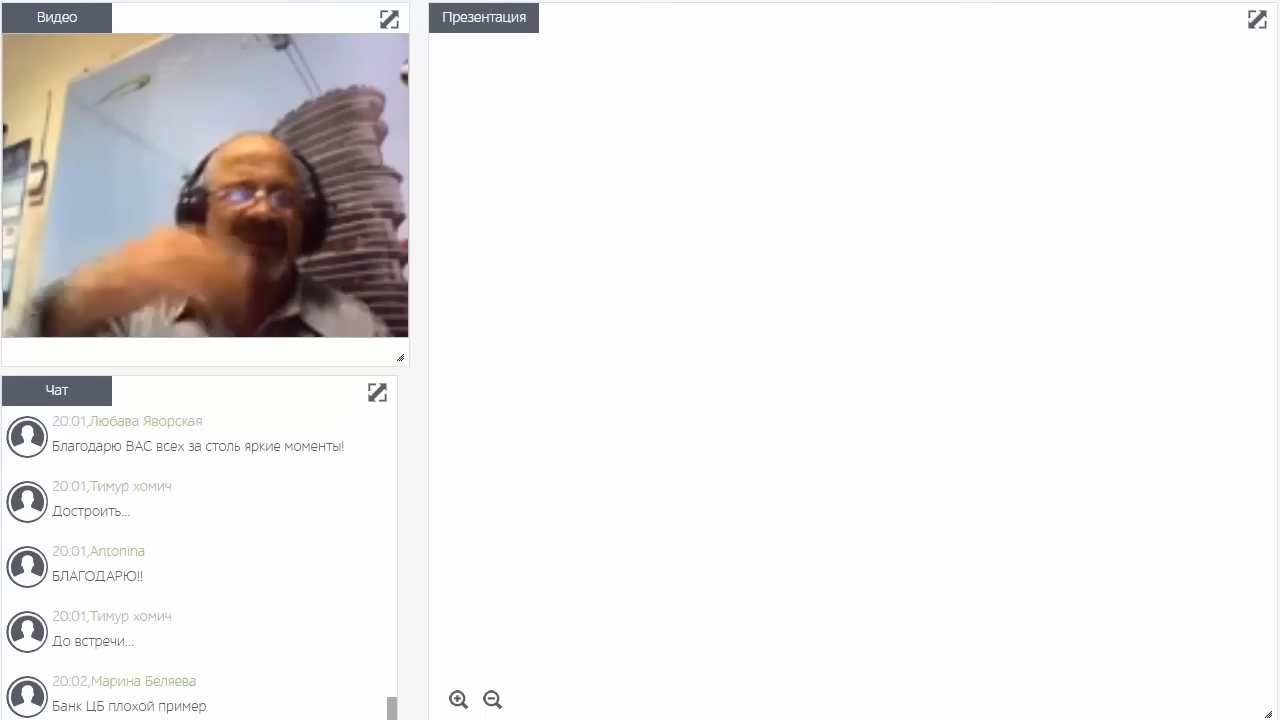 Видео
Презентация
Чат
20:01,Любава Яворская
Благодарю ВАС всех за столь яркие моменты!
20:01,Тимур хомич
Достроить...
20:01,Antonina
БЛАГОДАРЮ!!
20:01,Тимур хомич
До встречи...
20:02,Марина Беляева
Банк ЦБ плохой пример